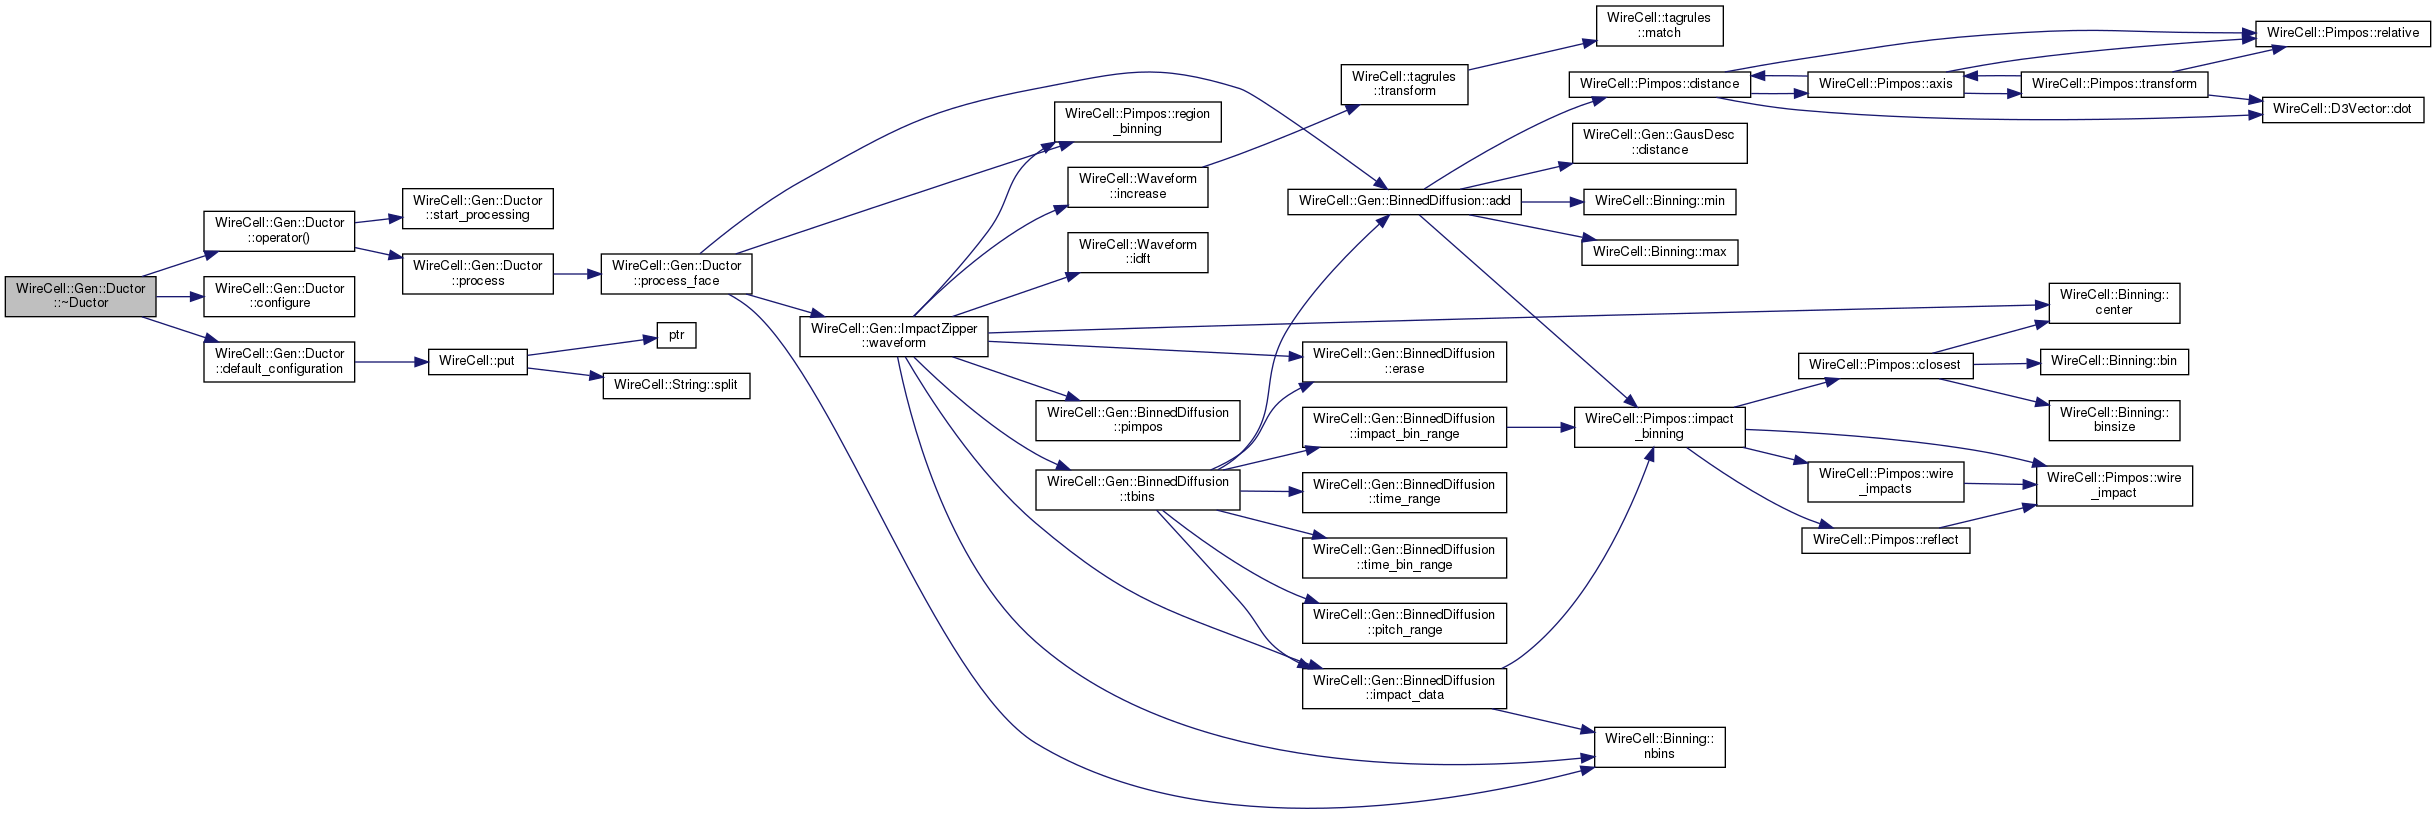 WireCell::Gen::Ductor
::~Ductor
WireCell::Gen::Ductor
::operator()
WireCell::Gen::Ductor
::configure
WireCell::Gen::Ductor
::default_configuration
WireCell::Gen::Ductor
::start_processing
WireCell::Gen::Ductor
::process
WireCell::put
ptr
WireCell::String::split
WireCell::Gen::Ductor
::process_face
WireCell::Gen::ImpactZipper
::waveform
WireCell::Pimpos::region
_binning
WireCell::Waveform
::increase
WireCell::Waveform
::idft
WireCell::Gen::BinnedDiffusion
::pimpos
WireCell::Gen::BinnedDiffusion
::tbins
WireCell::tagrules
::transform
WireCell::Gen::BinnedDiffusion::add
WireCell::Gen::BinnedDiffusion
::erase
WireCell::Gen::BinnedDiffusion
::impact_bin_range
WireCell::Gen::BinnedDiffusion
::time_range
WireCell::Gen::BinnedDiffusion
::time_bin_range
WireCell::Gen::BinnedDiffusion
::pitch_range
WireCell::Gen::BinnedDiffusion
::impact_data
WireCell::tagrules
::match
WireCell::Pimpos::distance
WireCell::Gen::GausDesc
::distance
WireCell::Binning::min
WireCell::Binning::max
WireCell::Pimpos::impact
_binning
WireCell::Binning::
nbins
WireCell::Pimpos::axis
WireCell::Pimpos::closest
WireCell::Pimpos::wire
_impacts
WireCell::Pimpos::reflect
WireCell::Pimpos::transform
WireCell::Binning::
center
WireCell::Binning::bin
WireCell::Binning::
binsize
WireCell::Pimpos::wire
_impact
WireCell::Pimpos::relative
WireCell::D3Vector::dot